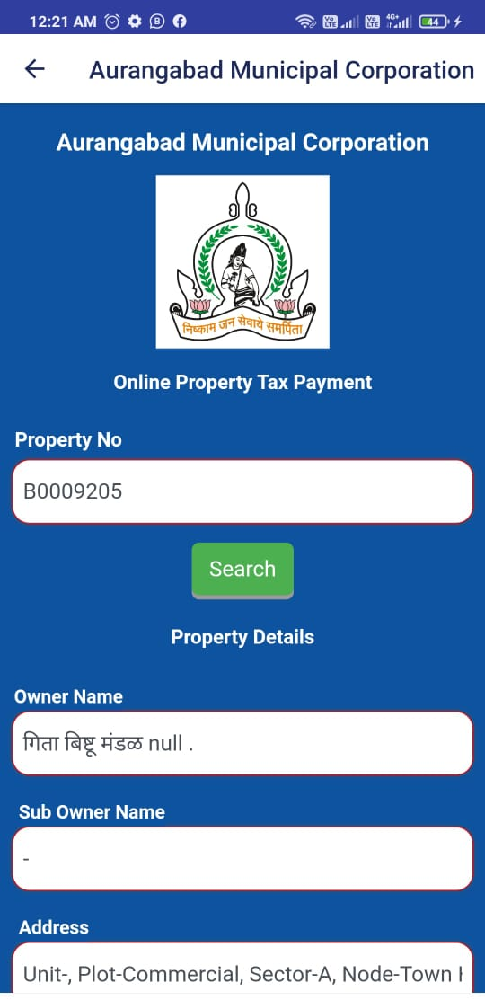 12:21 AM
4G+
44
Aurangabad Municipal Corporation
Aurangabad Municipal Corporation
निष्काम जन सेवाये समर्पिता
Online Property Tax Payment
Property No
B0009205
Search
Property Details
Owner Name
गिता बिष्टू मंडळ null .
Sub Owner Name
-
Address
Unit-, Plot-Commercial, Sector-A, Node-Town